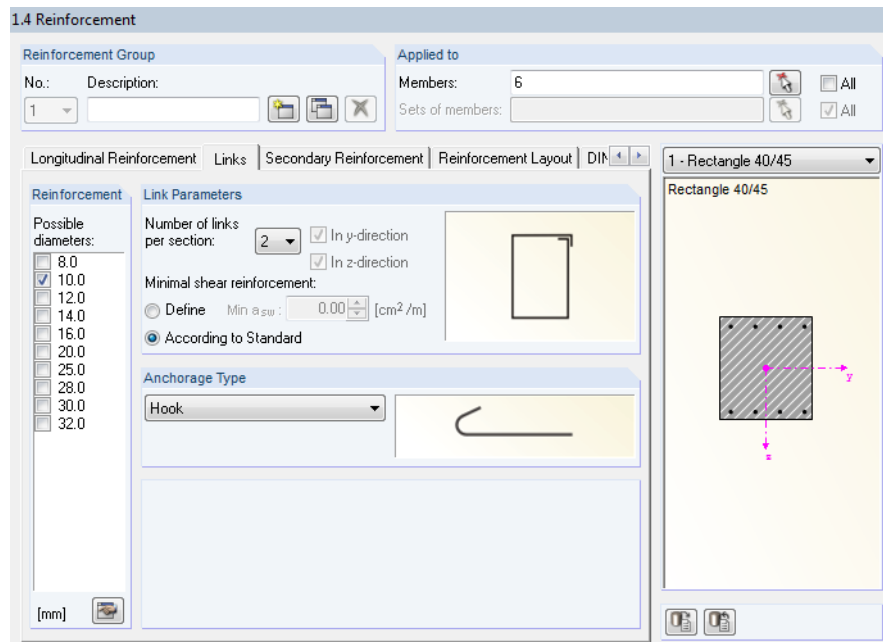 1.4 Reinforcement
Reinforcement Group
No.: Description:
1
Applied to
Members: 6 All
Sets of members: All
Longitudinal Reinforcement Links Secondary Reinforcement Reinforcement Layout DIN
Reinforcement
Possible
diameters:
8.0
10.0
12.0
14.0
16.0
20.0
25.0
28.0
30.0
32.0
[mm]
Link Parameters
Number of links
per section: 2 In y-direction
In z-direction
Minimal shear reinforcement:
Define Min a sw : 0.00 [cm² /m]
According to Standard
Anchorage Type
Hook
1 - Rectangle 40/45
Rectangle 40/45
y
z